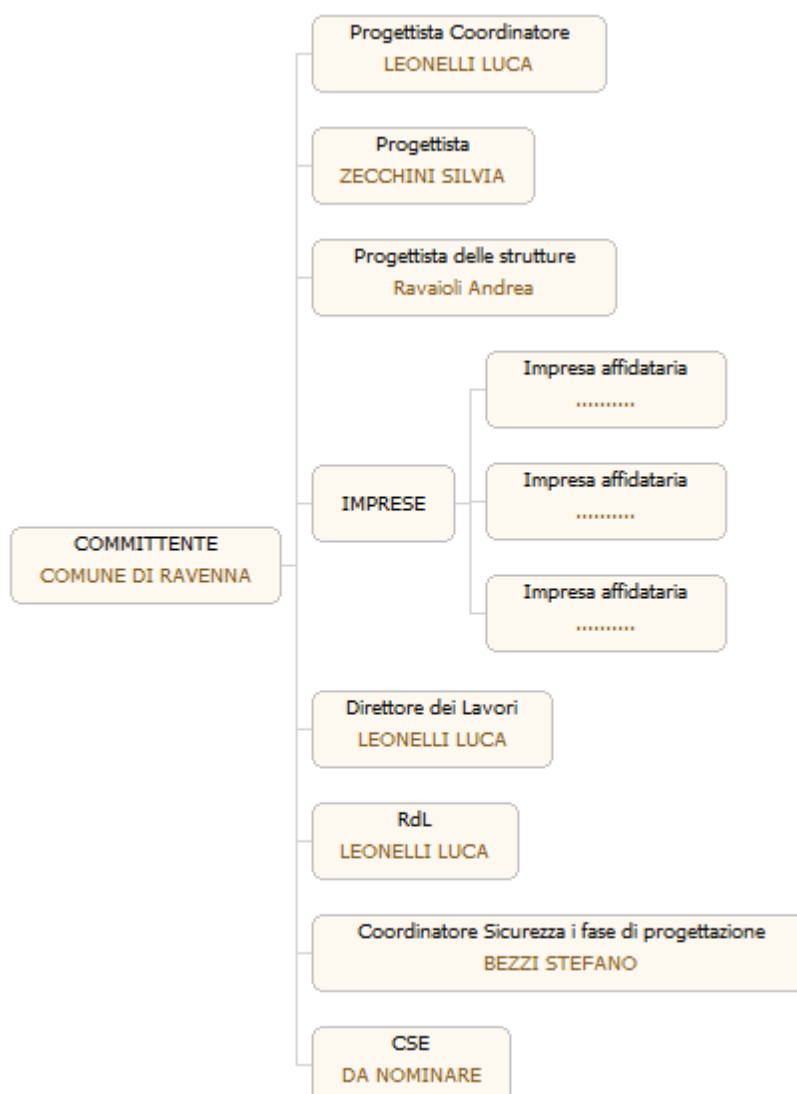 Progettista Coordinatore
LEONELLI LUCA
Progettista
ZECCHINI SILVIA
Progettista delle strutture
Ravaioli Andrea
Impresa affidataria
..........
IMPRESE
Impresa affidataria
..........
COMMITTENTE
COMUNE DI RAVENNA
Impresa affidataria
..........
Direttore dei Lavori
LEONELLI LUCA
RdL
LEONELLI LUCA
Coordinatore Sicurezza i fase di progettazione
BEZZI STEFANO
CSE
DA NOMINARE